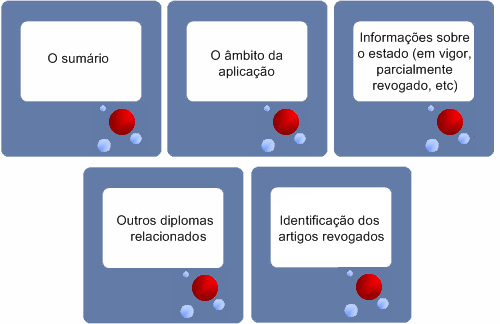 O sumário
O âmbito da
aplicação
Informações sobre
o estado (em vigor,
parcialmente
revogado, etc)
Outros diplomas
relacionados
Identificação dos
artigos revogados